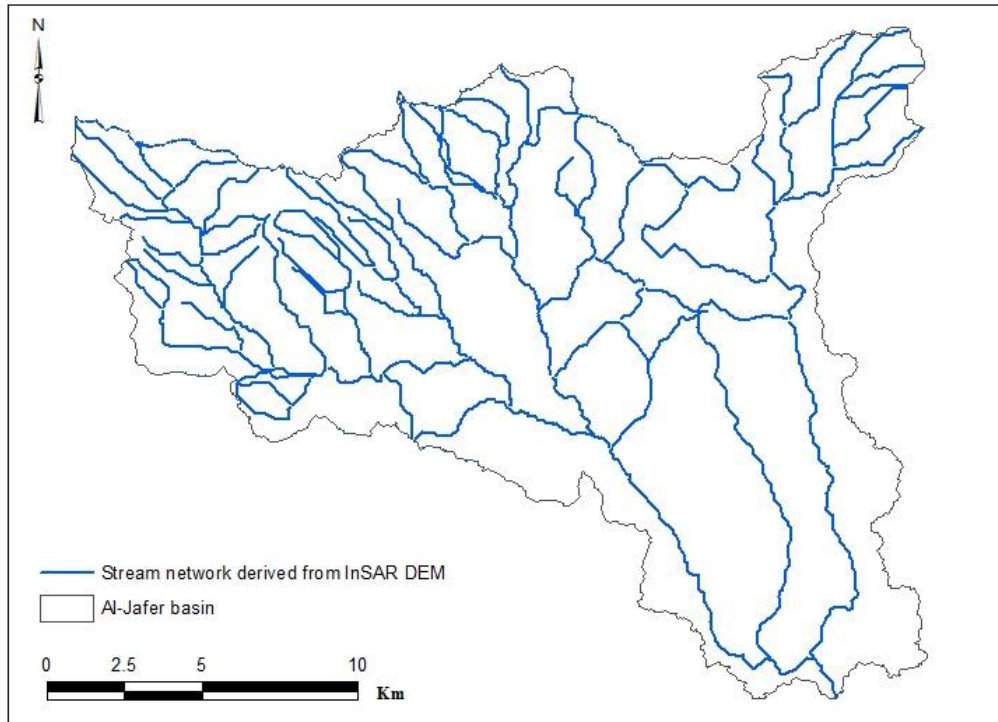 N
Stream network derived from InSAR DEM
Al-Jafer basin
0 2.5 5 10
Km